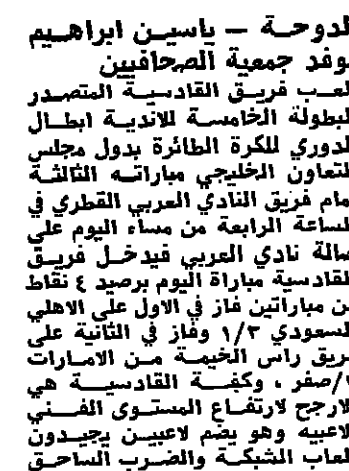 لدوحة – ياسين ابراهيم
وفد جمعية الصحافيين
لعب فريق القادسية المتصدر
لبطولة الخامسة للاندية ابطال
لدوري للكرة الطائرة بدول مجلس
لتعاون الخليجي مباراته الثالثة
مام فريق النادي العربي القطري في
لساعة الرابعة من مساء اليوم على
صالة نادي العربي فيدخل فريق
لقادسية مباراة اليوم برصيد ٤ نقاط
من مباراتين فاز في الاول على الاهلي
لسعودي ١/٣ وفاز في الثانية على
ريق راس الخيمة من الامارات
/صفر ، وكفة القادسية هي
لارجح لارتفاع المستوى الفني
لاعبيه وهو يضم لاعبين يجيدون
لعاب الشبكة والضرب الساحق